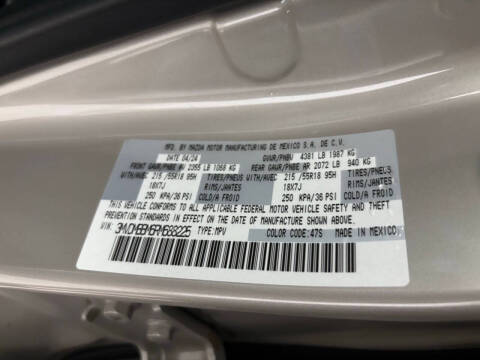 MFD. BY MAZDA MOTOR MANUFACTURING DE MEXICO S.A. DE C.V.
DATE 04/24 GVWR/PNBV 4381 LB 1987 KG
FRONT GAWR/PNBE AV 2355 LB 1068 KG REAR GAWR/PNBE AR 2072 LB 940 KG
WITH/AVEC 215/55R18 95H TIRES/PNEUS WITH/AVEC 215/55R18 95H TIRES/PNEUS
18X7J RIMS/JANTES 18X7J RIMS/JANTES
250 KPA/36 PSI COLD/A FROID 250 KPA/36 PSI COLD/A FROID
THIS VEHICLE CONFORMS TO ALL APPLICABLE FEDERAL MOTOR VEHICLE SAFETY AND THEFT PREVENTION
STANDARDS IN EFFECT ON THE DATE OF MANUFACTURE SHOWN ABOVE.
VIN: TYPE: MPV COLOR CODE: 47S MADE IN MEXICO